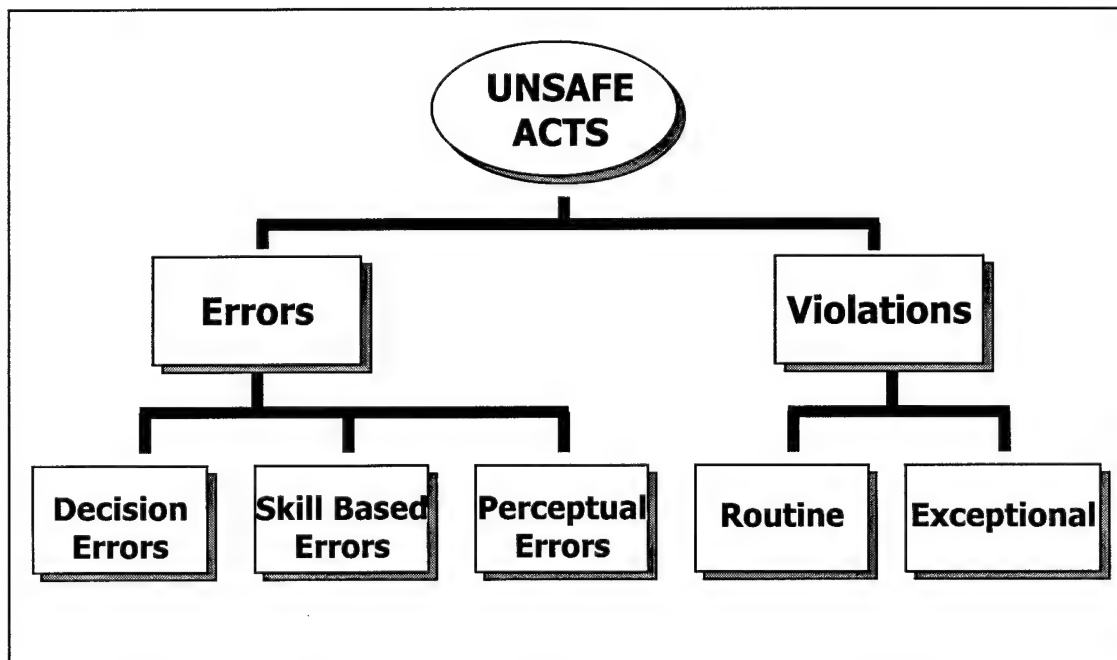 UNSAFE
ACTS
Errors
Violations
Decision
Errors
Skill Based
Errors
Perceptual
Errors
Routine
Exceptional